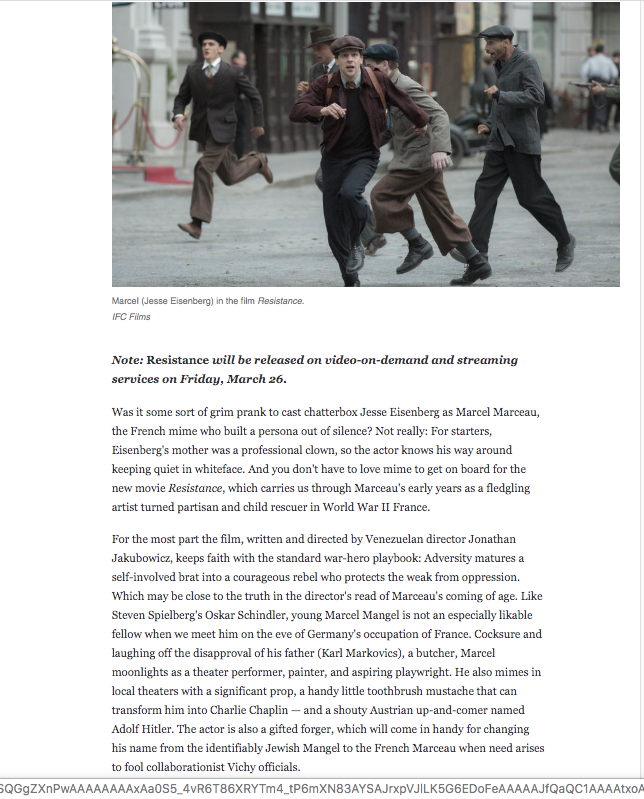 Marcel (Jesse Eisenberg) in the film Resistance.
IFC Films
Note: Resistance will be released on video-on-demand and streaming
services on Friday, March 26.
Was it some sort of grim prank to cast chatterbox Jesse Eisenberg as Marcel Marceau,
the French mime who built a persona out of silence? Not really: For starters,
Eisenberg's mother was a professional clown, so the actor knows his way around
keeping quiet in whiteface. And you don't have to love mime to get on board for the
new movie Resistance, which carries us through Marceau's early years as a fledgling
artist turned partisan and child rescuer in World War II France.
For the most part the film, written and directed by Venezuelan director Jonathan
Jakubowicz, keeps faith with the standard war-hero playbook: Adversity matures a
self-involved brat into a courageous rebel who protects the weak from oppression.
Which may be close to the truth in the director's read of Marceau's coming of age. Like
Steven Spielberg's Oskar Schindler, young Marcel Mangel is not an especially likable
fellow when we meet him on the eve of Germany's occupation of France. Cocksure and
laughing off the disapproval of his father (Karl Markovics), a butcher, Marcel
moonlights as a theater performer, painter, and aspiring playwright. He also mimes in
local theaters with a significant prop, a handy little toothbrush mustache that can
transform him into Charlie Chaplin — and a shouty Austrian up-and-comer named
Adolf Hitler. The actor is also a gifted forger, which will come in handy for changing
his name from the identifiably Jewish Mangel to the French Marceau when need arises
to fool collaborationist Vichy officials.